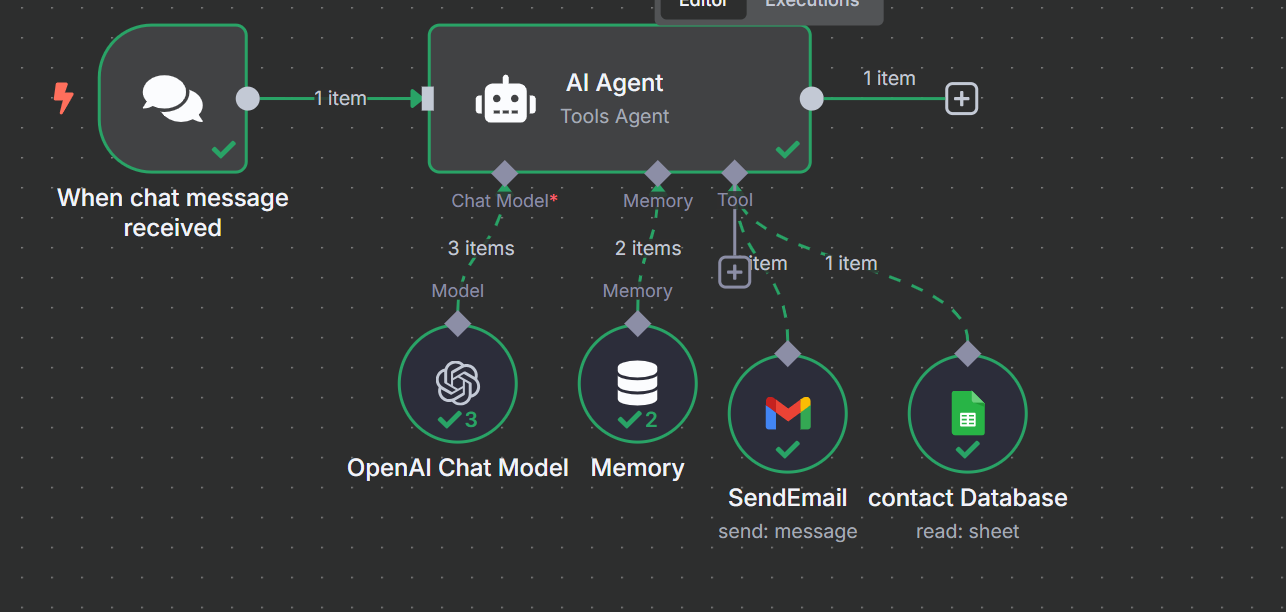 Editor
Executions
1 item
AI Agent
Tools Agent
1 item
When chat message
received
Chat Model*
Memory
Tool
3 items
2 items
item
1 item
Model
Memory
3
2
OpenAI Chat Model
Memory
SendEmail
send: message
contact Database
read: sheet